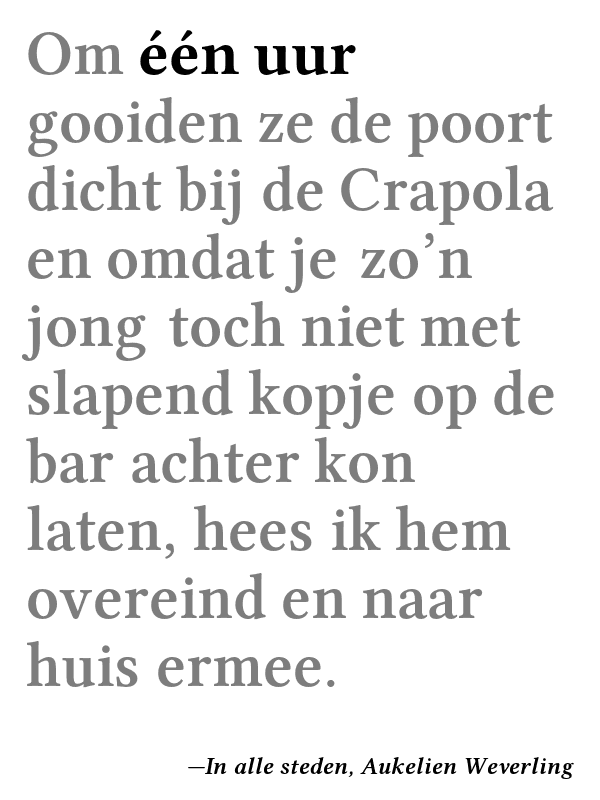 Om één uur
gooiden ze de poort
dicht bij de Crapola
en omdat je zo’n
jong toch niet met
slapend kopje op de
bar achter kon
laten, hees ik hem
overeind en naar
huis ermee.
—In alle steden, Aukelien Weverling